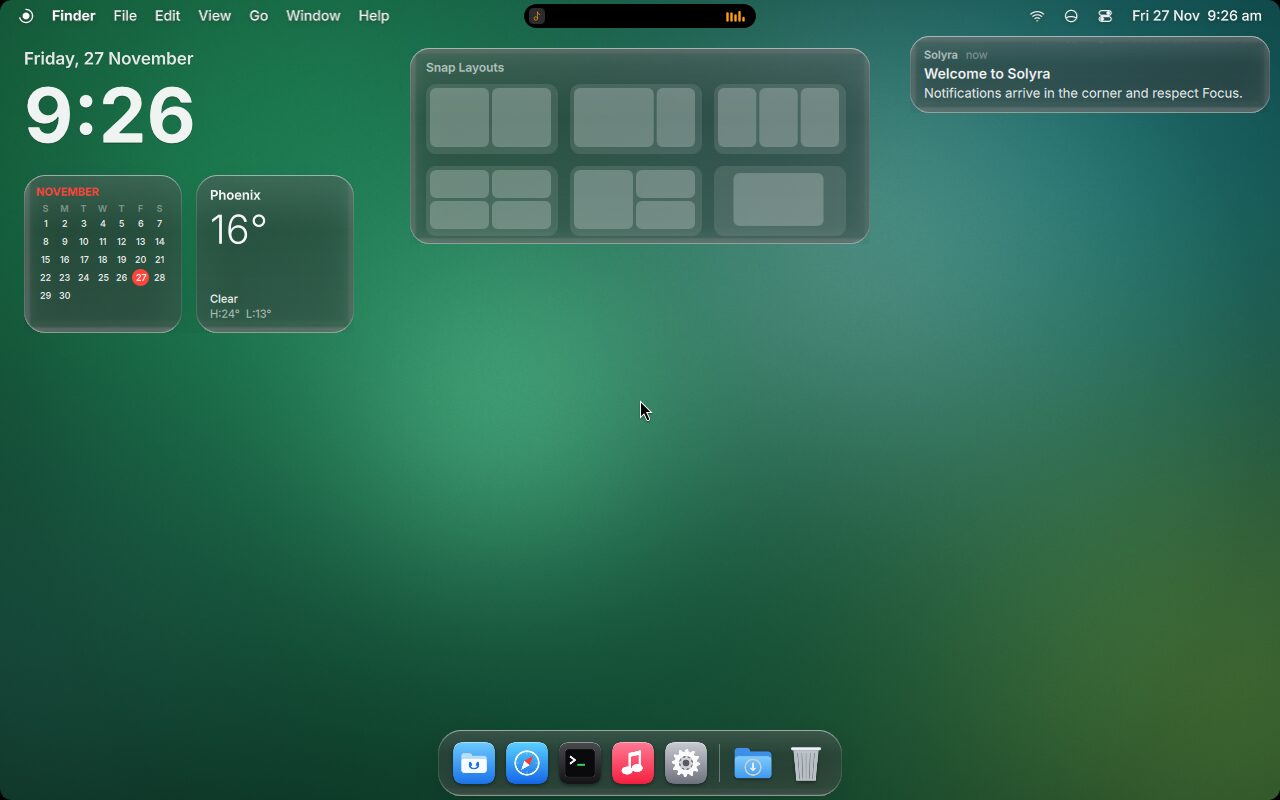 Finder File Edit View Go Window Help
Fri 27 Nov 9:26 am
Friday, 27 November
9:26
NOVEMBER
S M T W T F S
1 2 3 4 5 6 7
8 9 10 11 12 13 14
15 16 17 18 19 20 21
22 23 24 25 26 27 28
29 30
Phoenix
16°
Clear
H:24° L:13°
Snap Layouts
Solyra now
Welcome to Solyra
Notifications arrive in the corner and respect Focus.